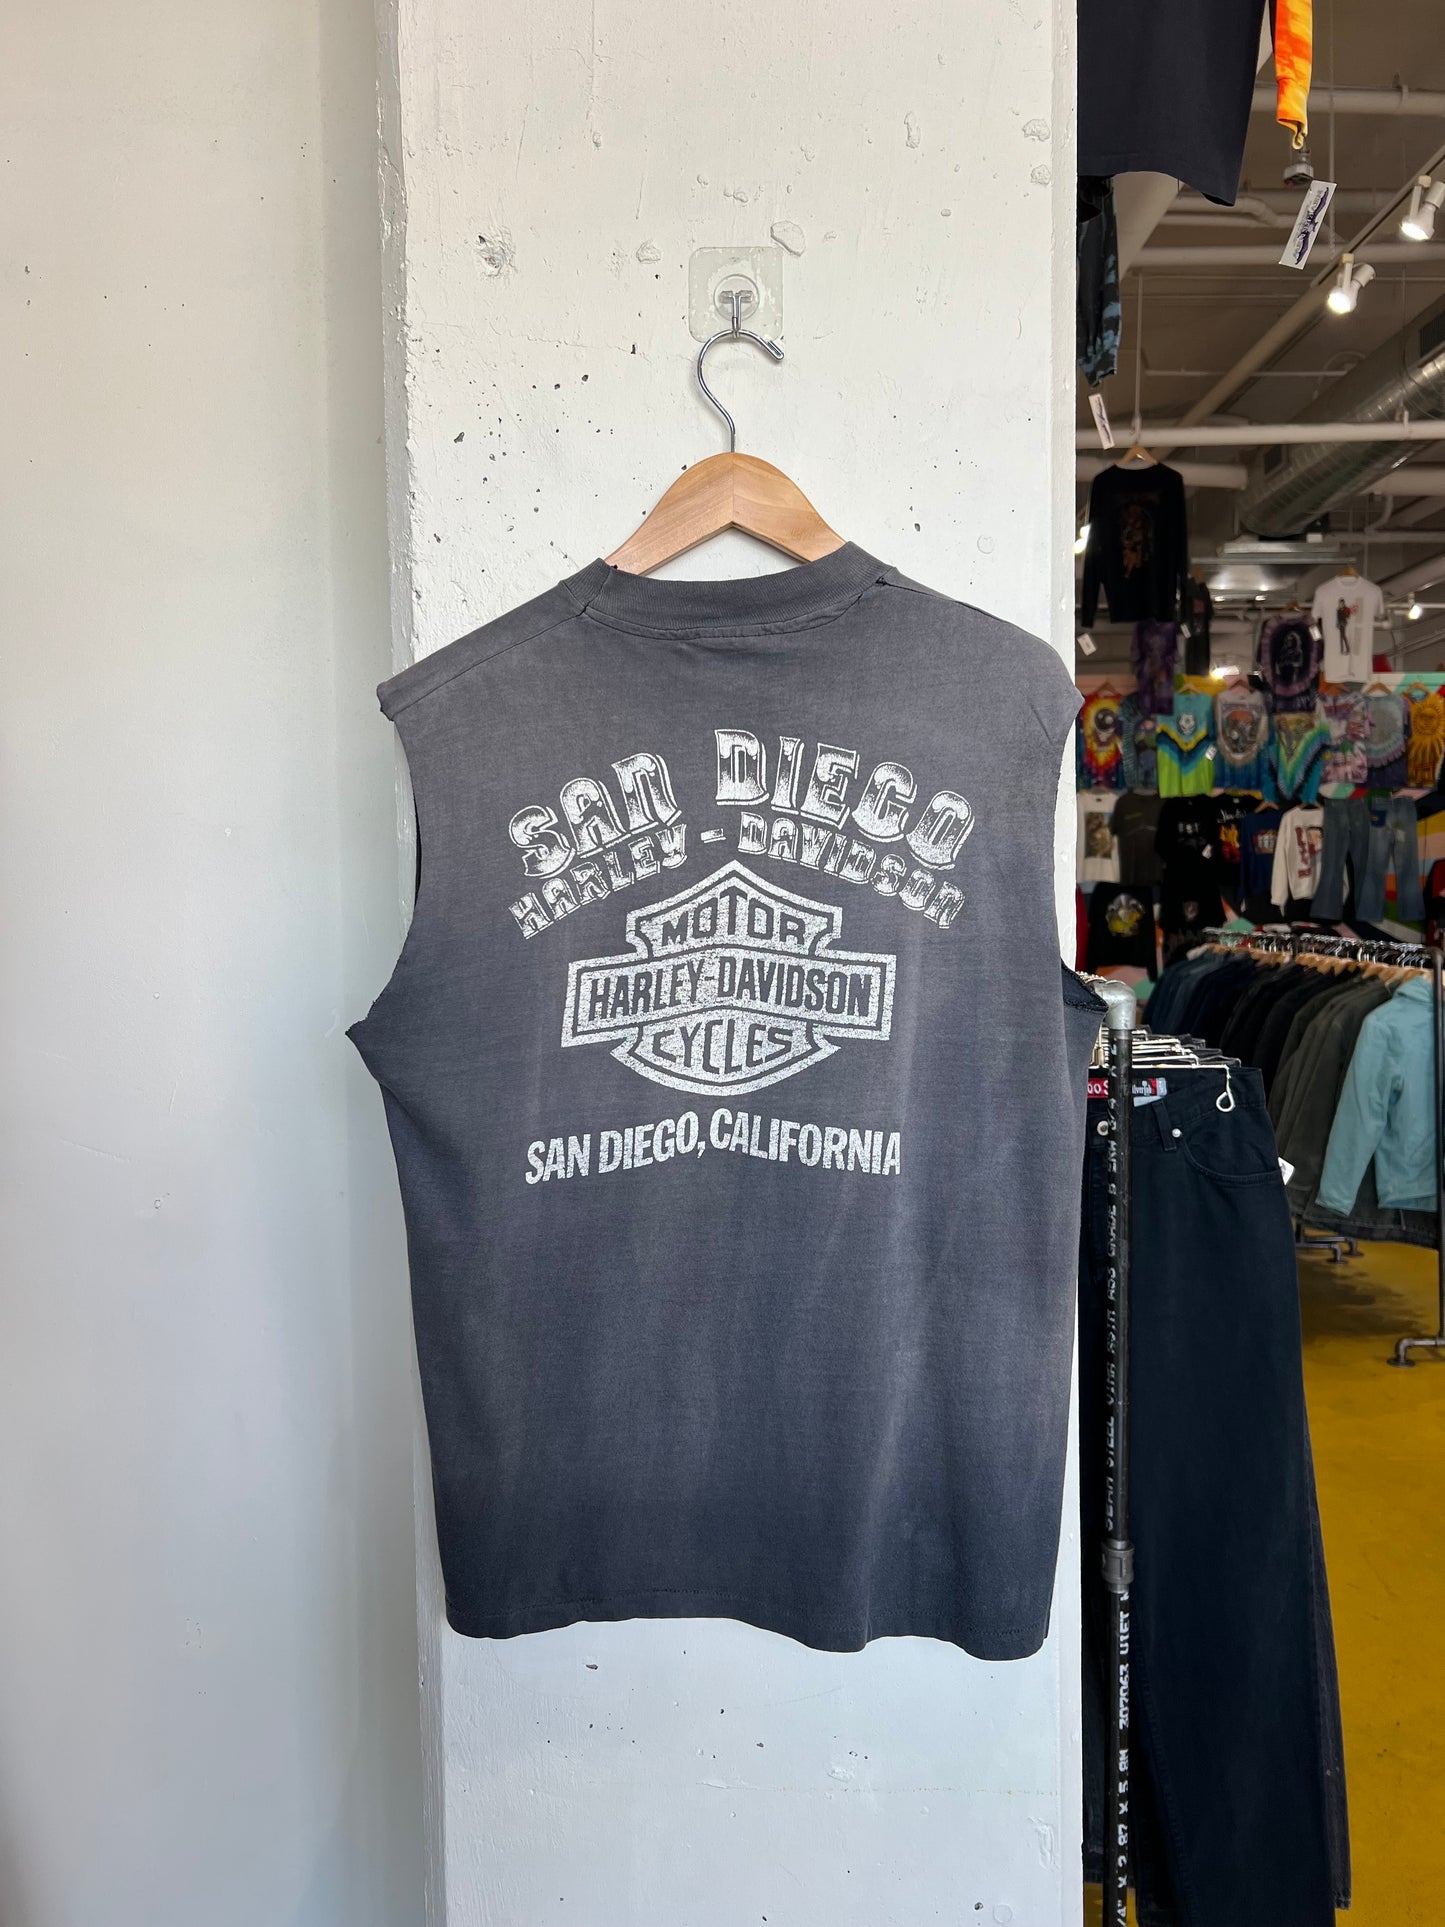 SAN DIEGO
HARLEY-DAVIDSON
MOTOR
HARLEY-DAVIDSON
CYCLES
SAN DIEGO, CALIFORNIA